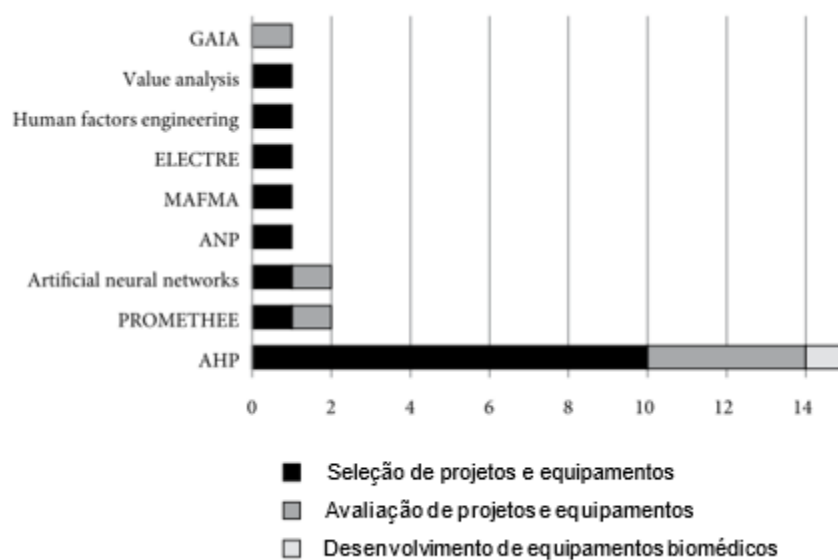 GAIA
Value analysis
Human factors engineering
ELECTRE
MAFMA
ANP
Artificial neural networks
PROMETHEE
AHP
0 2 4 6 8 10 12 14
Seleção de projetos e equipamentos
Avaliação de projetos e equipamentos
Desenvolvimento de equipamentos biomédicos